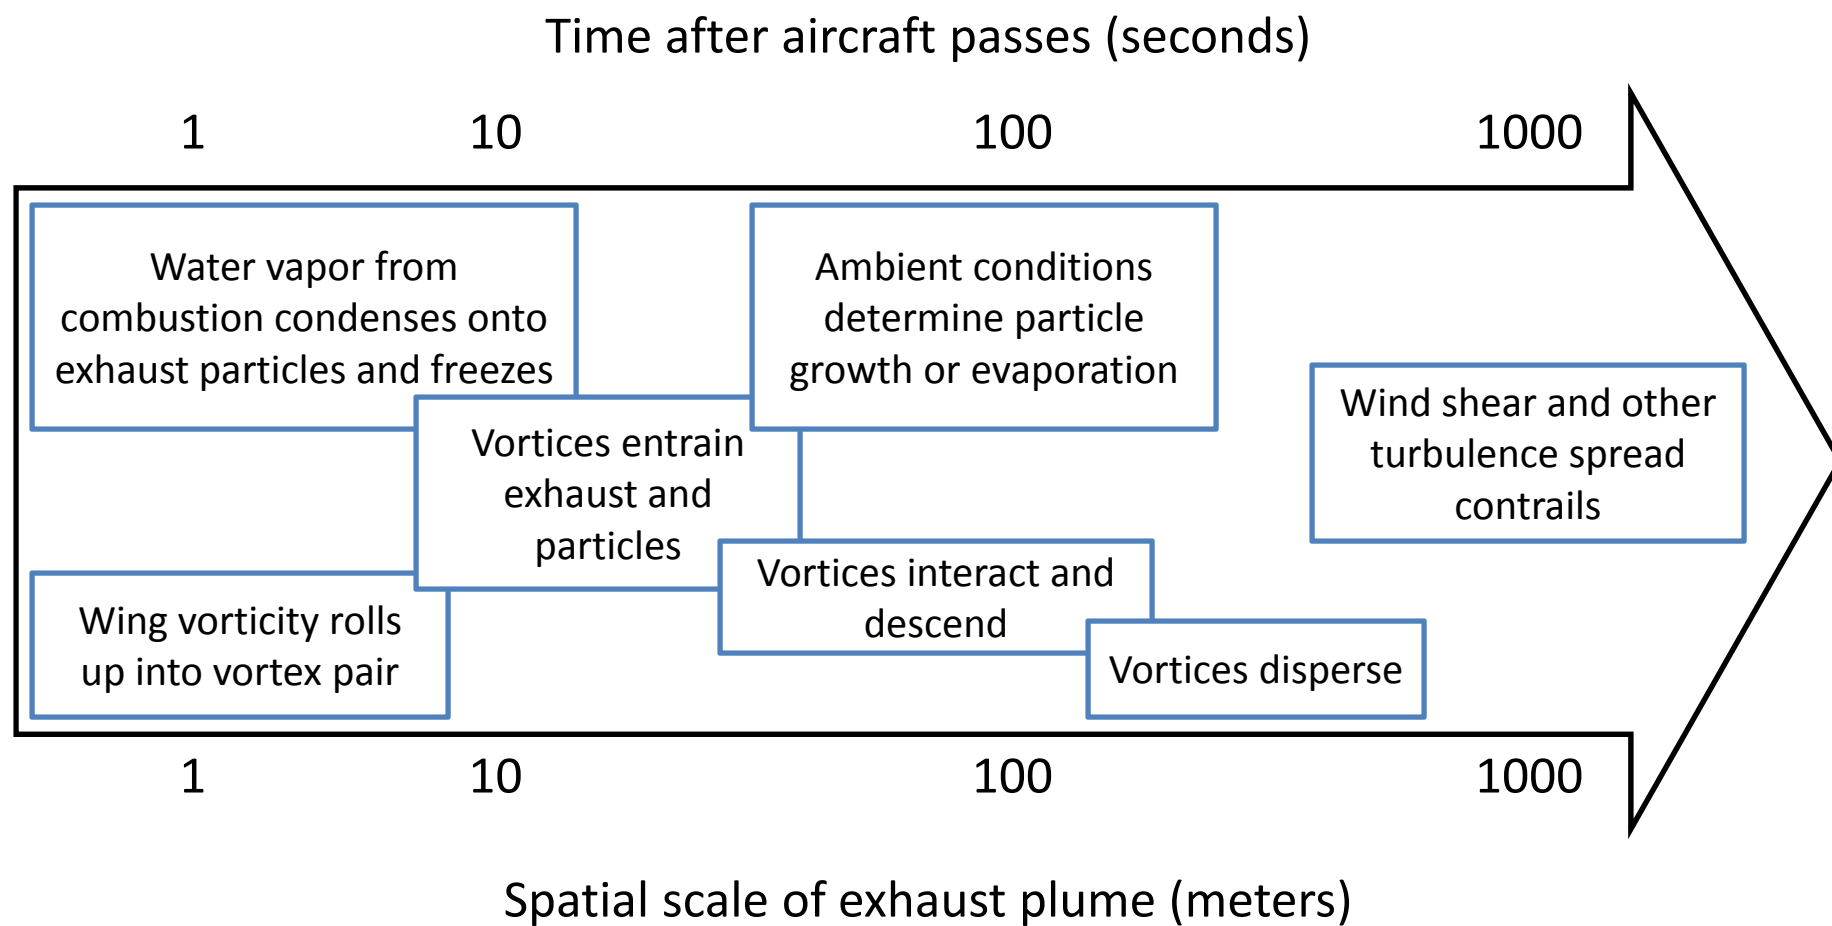 Time after aircraft passes (seconds)
1 10 100 1000
Water vapor from
combustion condenses onto
exhaust particles and freezes
Ambient conditions
determine particle
growth or evaporation
Wind shear and other
turbulence spread
contrails
Vortices entrain
exhaust and
particles
Vortices interact and
descend
Wing vorticity rolls
up into vortex pair
Vortices disperse
1 10 100 1000
Spatial scale of exhaust plume (meters)